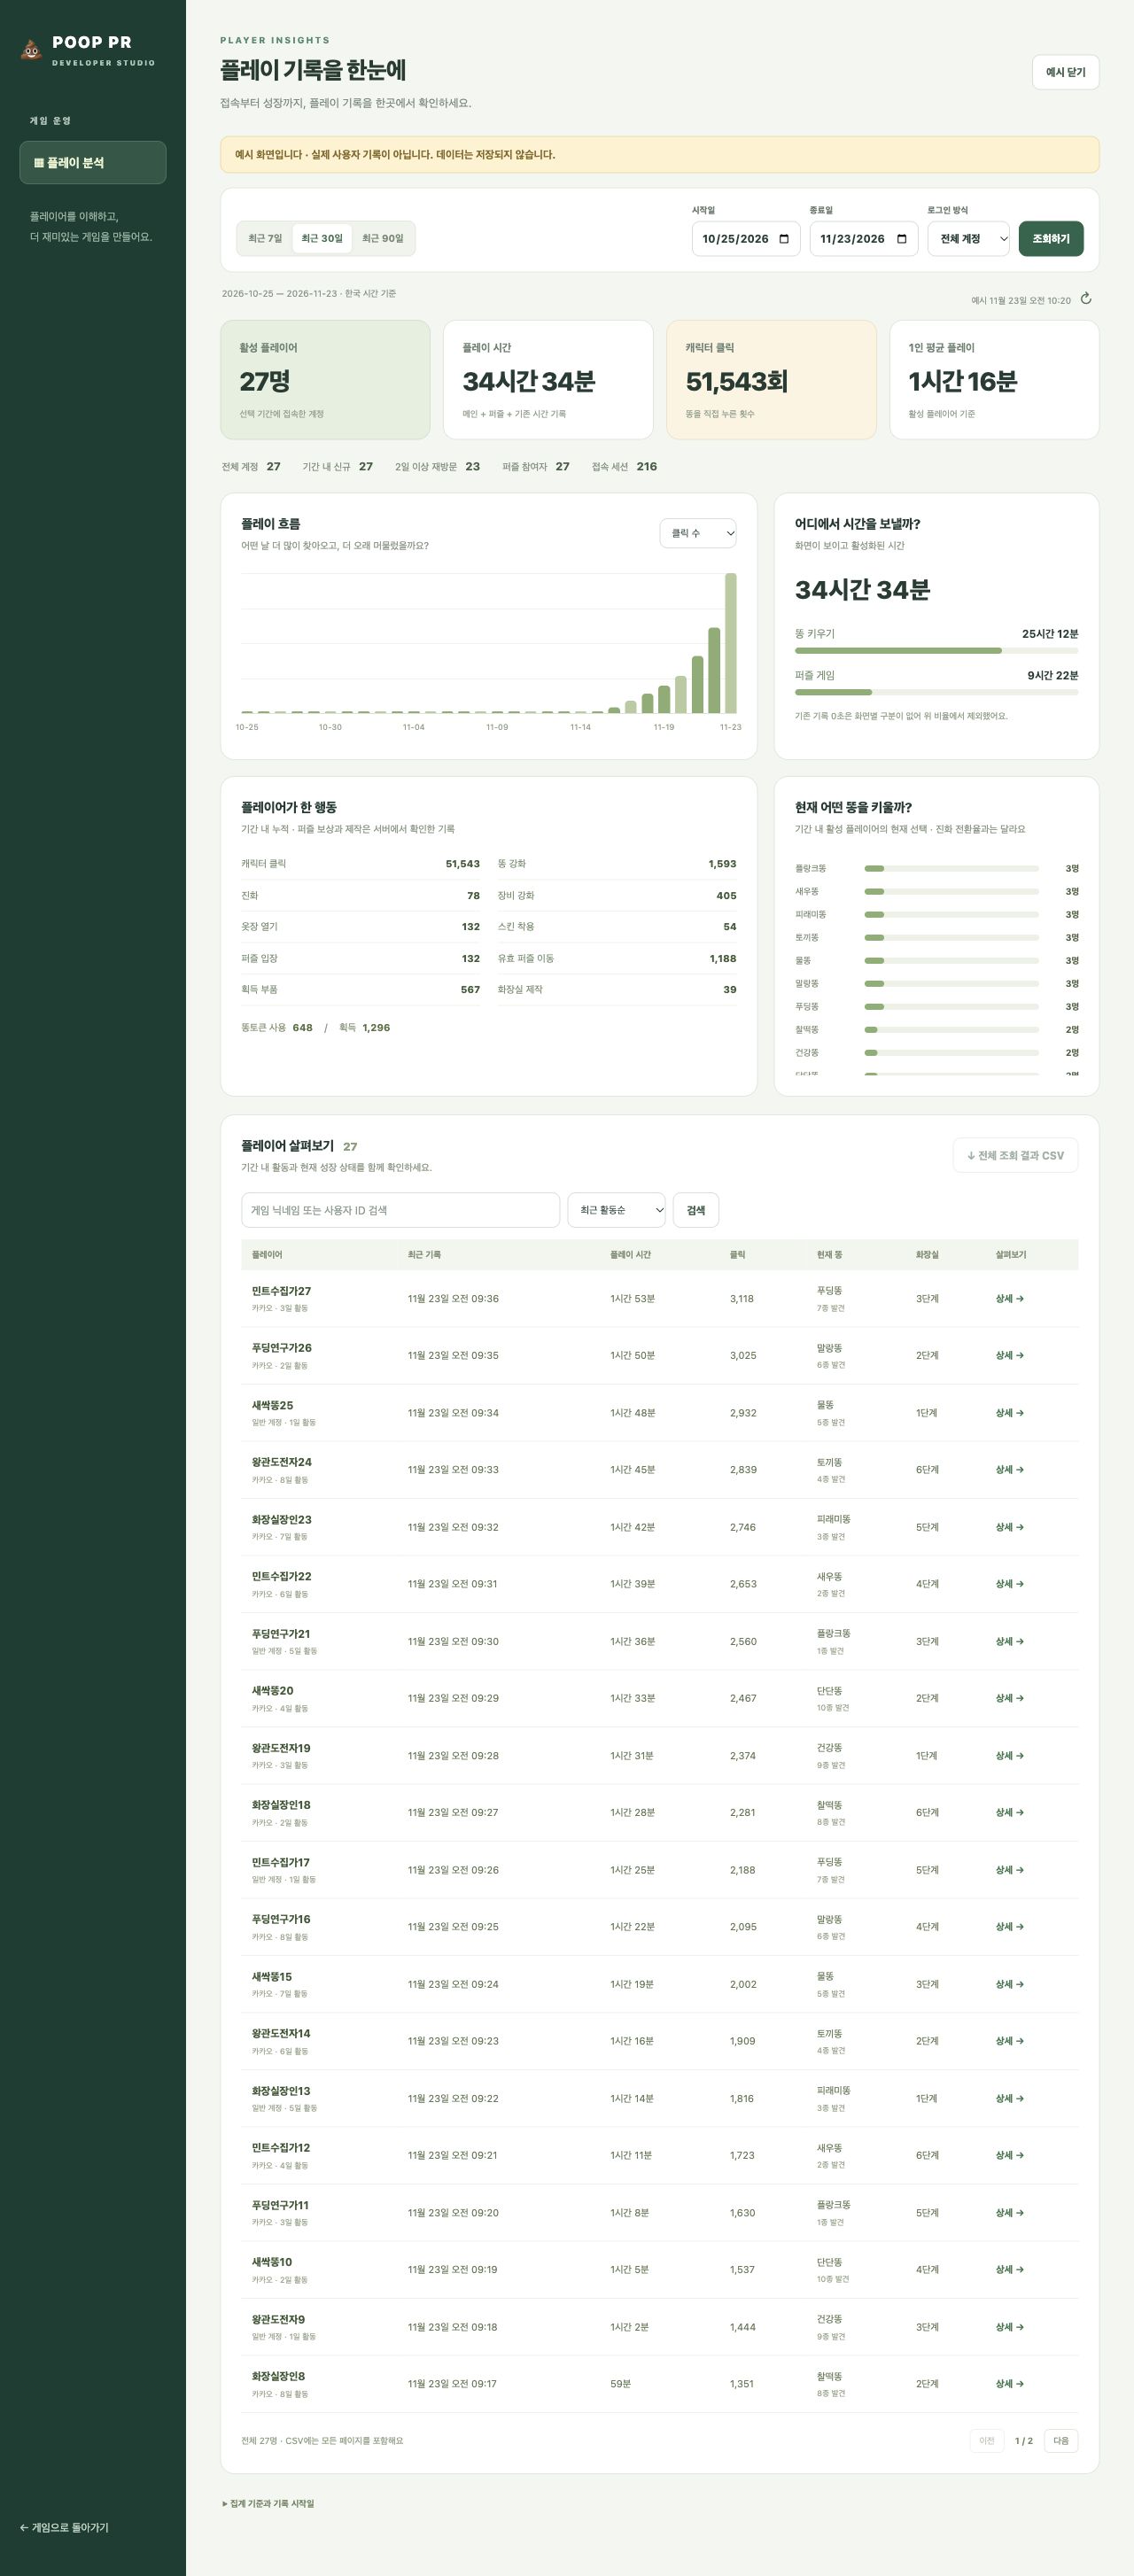 POOP PR
DEVELOPER STUDIO
게임 운영
플레이 분석
플레이어를 이해하고,
더 재미있는 게임을 만들어요.
← 게임으로 돌아가기
PLAYER INSIGHTS
플레이 기록을 한눈에
접속부터 성장까지, 플레이 기록을 한곳에서 확인하세요.
예시 닫기
예시 화면입니다 · 실제 사용자 기록이 아닙니다. 데이터는 저장되지 않습니다.
최근 7일 최근 30일 최근 90일
시작일 종료일 로그인 방식
10/25/2026 11/23/2026 전체 계정 조회하기
2026-10-25 — 2026-11-23 · 한국 시간 기준
예시 11월 23일 오전 10:20
활성 플레이어
27명
선택 기간에 접속한 계정
플레이 시간
34시간 34분
메인 + 퍼즐 + 기존 시간 기록
캐릭터 클릭
51,543회
똥을 직접 누른 횟수
1인 평균 플레이
1시간 16분
활성 플레이어 기준
전체 계정 27 기간 내 신규 27 2일 이상 재방문 23 퍼즐 참여자 27 접속 세션 216
플레이 흐름
어떤 날 더 많이 찾아오고, 더 오래 머물렀을까요?
클릭 수
10-25 10-30 11-04 11-09 11-14 11-19 11-23
어디에서 시간을 보낼까?
화면이 보이고 활성화된 시간
34시간 34분
똥 키우기 25시간 12분
퍼즐 게임 9시간 22분
기존 기록 0초은 화면별 구분이 없어 위 비율에서 제외했어요.
플레이어가 한 행동
기간 내 누적 · 퍼즐 보상과 제작은 서버에서 확인한 기록
캐릭터 클릭 51,543 똥 강화 1,593
진화 78 장비 강화 405
옷장 열기 132 스킨 착용 54
퍼즐 입장 132 유효 퍼즐 이동 1,188
획득 부품 567 화장실 제작 39
똥토큰 사용 648 / 획득 1,296
현재 어떤 똥을 키울까?
기간 내 활성 플레이어의 현재 선택 · 진화 전환율과는 달라요
플랑크똥 3명
새우똥 3명
피래미똥 3명
토끼똥 3명
물똥 3명
말랑똥 3명
푸딩똥 3명
찰떡똥 2명
건강똥 2명
단단똥 2명
플레이어 살펴보기 27
기간 내 활동과 현재 성장 상태를 함께 확인하세요.
↓ 전체 조회 결과 CSV
게임 닉네임 또는 사용자 ID 검색 최근 활동순 검색
플레이어 최근 기록 플레이 시간 클릭 현재 똥 화장실 살펴보기
민트수집가27 11월 23일 오전 09:36 1시간 53분 3,118 푸딩똥 3단계 상세 →
카카오 · 3일 활동 7종 발견
푸딩연구가26 11월 23일 오전 09:35 1시간 50분 3,025 말랑똥 2단계 상세 →
카카오 · 2일 활동 6종 발견
새싹똥25 11월 23일 오전 09:34 1시간 48분 2,932 물똥 1단계 상세 →
일반 계정 · 1일 활동 5종 발견
왕관도전자24 11월 23일 오전 09:33 1시간 45분 2,839 토끼똥 6단계 상세 →
카카오 · 8일 활동 4종 발견
화장실장인23 11월 23일 오전 09:32 1시간 42분 2,746 피래미똥 5단계 상세 →
카카오 · 7일 활동 3종 발견
민트수집가22 11월 23일 오전 09:31 1시간 39분 2,653 새우똥 4단계 상세 →
카카오 · 6일 활동 2종 발견
푸딩연구가21 11월 23일 오전 09:30 1시간 36분 2,560 플랑크똥 3단계 상세 →
일반 계정 · 5일 활동 1종 발견
새싹똥20 11월 23일 오전 09:29 1시간 33분 2,467 단단똥 2단계 상세 →
카카오 · 4일 활동 10종 발견
왕관도전자19 11월 23일 오전 09:28 1시간 31분 2,374 건강똥 1단계 상세 →
카카오 · 3일 활동 9종 발견
화장실장인18 11월 23일 오전 09:27 1시간 28분 2,281 찰떡똥 6단계 상세 →
카카오 · 2일 활동 8종 발견
민트수집가17 11월 23일 오전 09:26 1시간 25분 2,188 푸딩똥 5단계 상세 →
일반 계정 · 1일 활동 7종 발견
푸딩연구가16 11월 23일 오전 09:25 1시간 22분 2,095 말랑똥 4단계 상세 →
카카오 · 8일 활동 6종 발견
새싹똥15 11월 23일 오전 09:24 1시간 19분 2,002 물똥 3단계 상세 →
카카오 · 7일 활동 5종 발견
왕관도전자14 11월 23일 오전 09:23 1시간 16분 1,909 토끼똥 2단계 상세 →
카카오 · 6일 활동 4종 발견
화장실장인13 11월 23일 오전 09:22 1시간 14분 1,816 피래미똥 1단계 상세 →
일반 계정 · 5일 활동 3종 발견
민트수집가12 11월 23일 오전 09:21 1시간 11분 1,723 새우똥 6단계 상세 →
카카오 · 4일 활동 2종 발견
푸딩연구가11 11월 23일 오전 09:20 1시간 8분 1,630 플랑크똥 5단계 상세 →
카카오 · 3일 활동 1종 발견
새싹똥10 11월 23일 오전 09:19 1시간 5분 1,537 단단똥 4단계 상세 →
카카오 · 2일 활동 10종 발견
왕관도전자9 11월 23일 오전 09:18 1시간 2분 1,444 건강똥 3단계 상세 →
일반 계정 · 1일 활동 9종 발견
화장실장인8 11월 23일 오전 09:17 59분 1,351 찰떡똥 2단계 상세 →
카카오 · 8일 활동 8종 발견
전체 27명 · CSV에는 모든 페이지를 포함해요
이전 1 / 2 다음
▸ 집계 기준과 기록 시작일